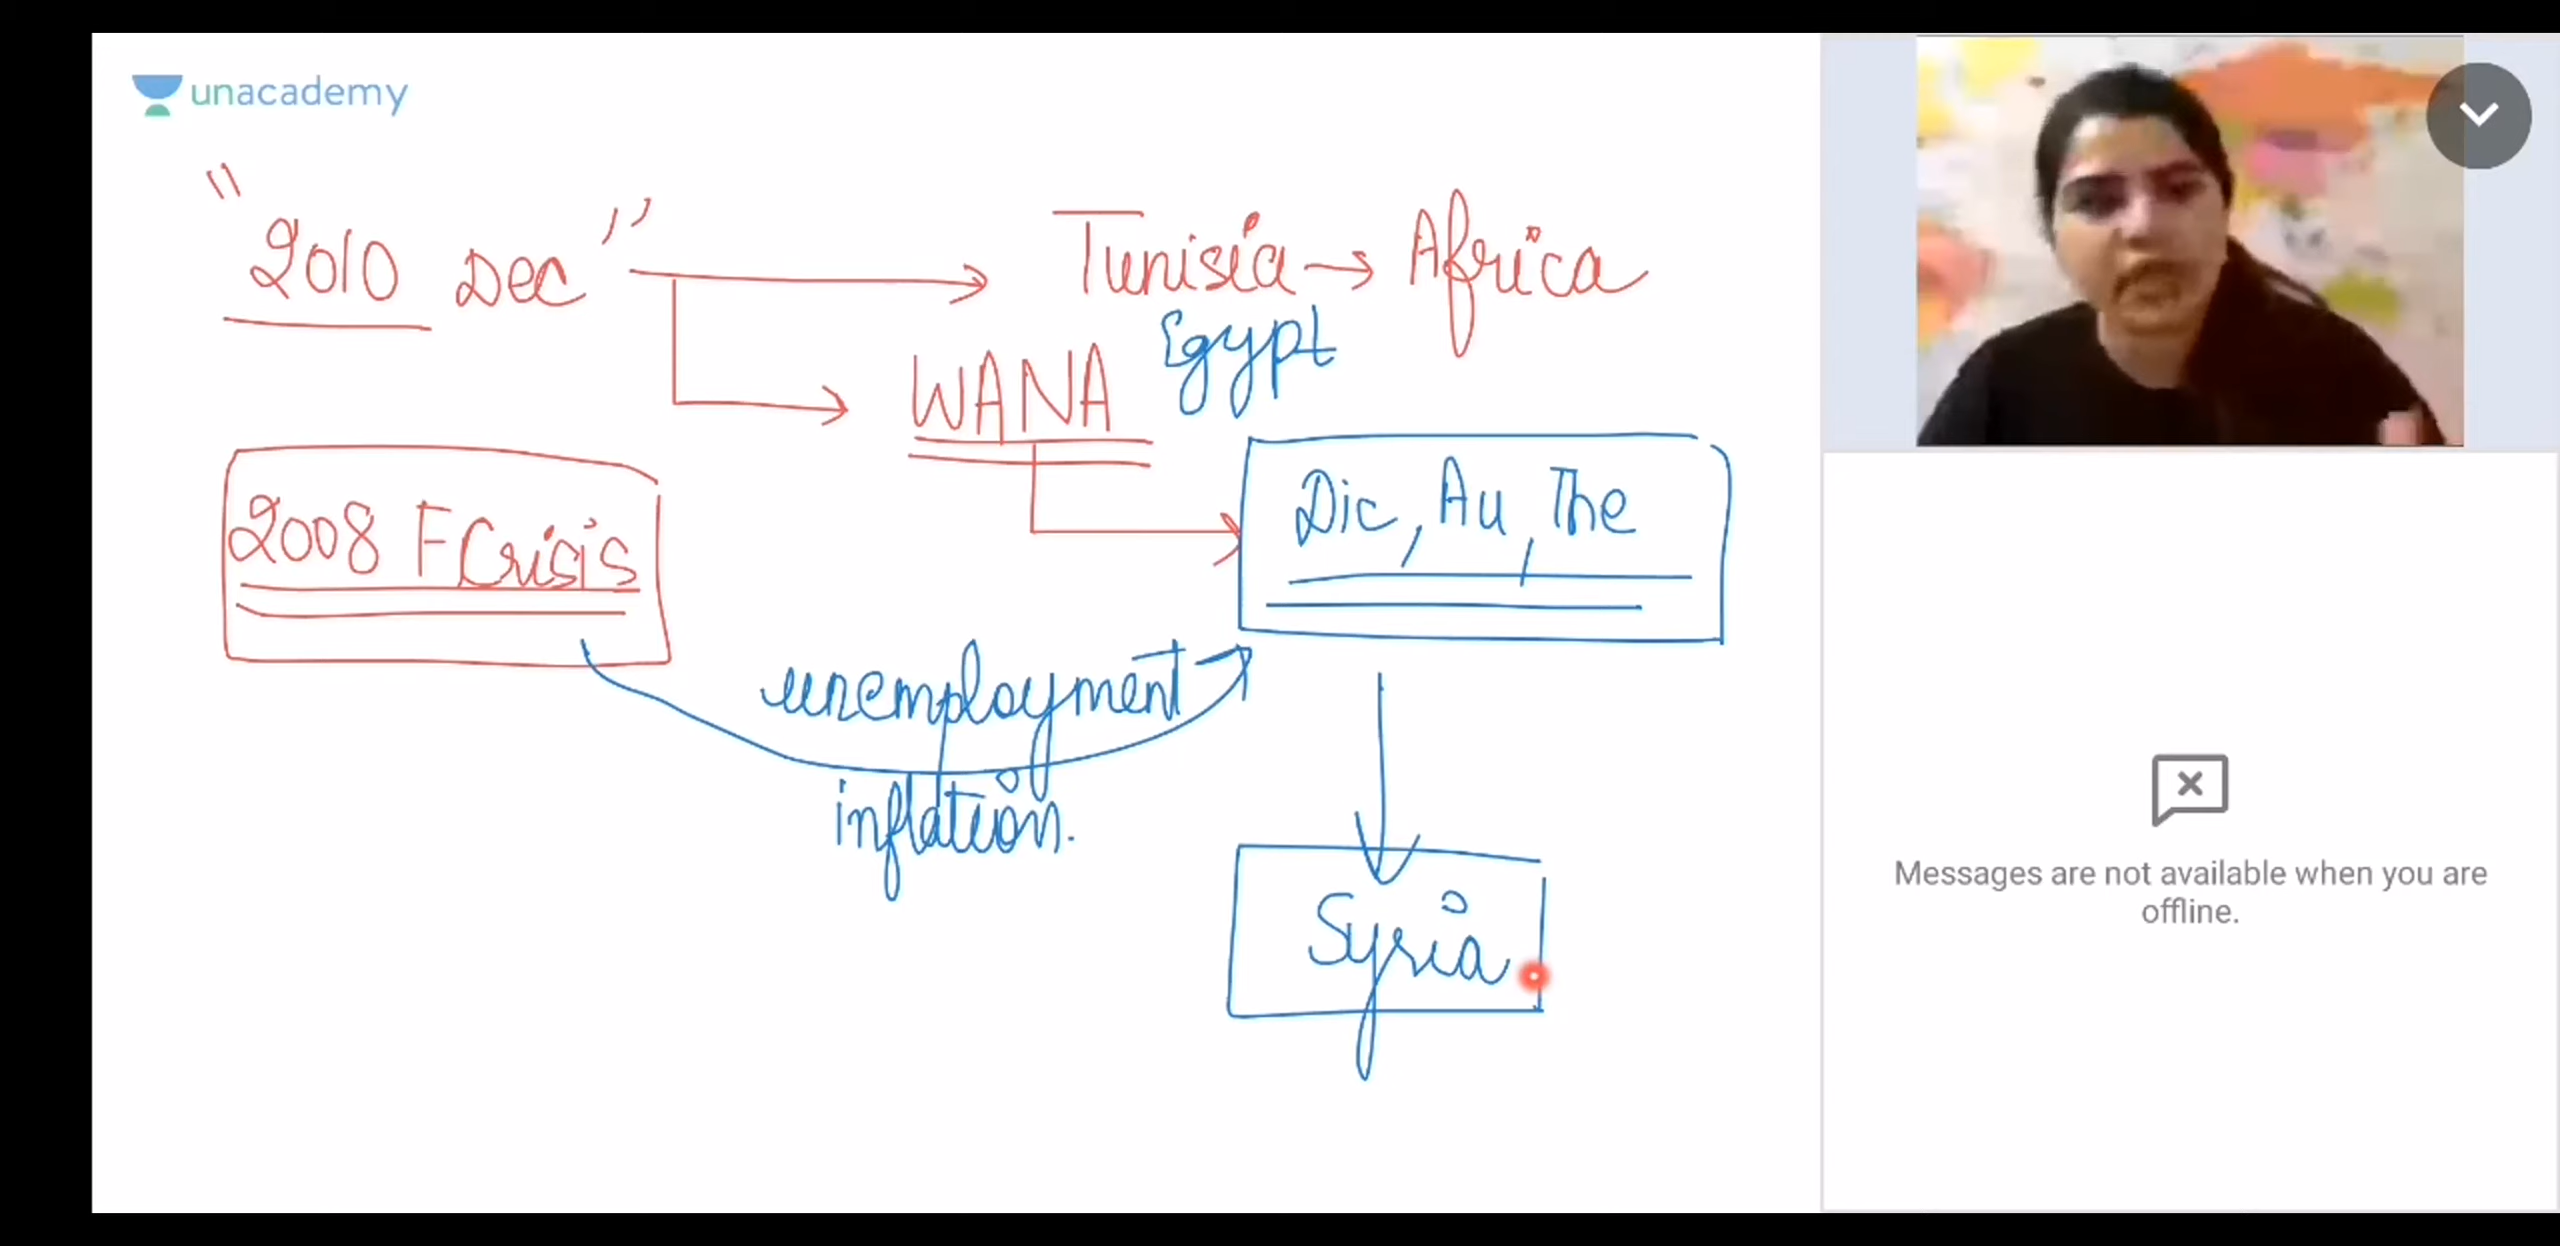 unacademy
"2010 Dec" → Tunisia → Africa
Egypt
WANA
Dic, Au, The
2008 F Crisis
unemployment
inflation.
Syria
Messages are not available when you are
offline.